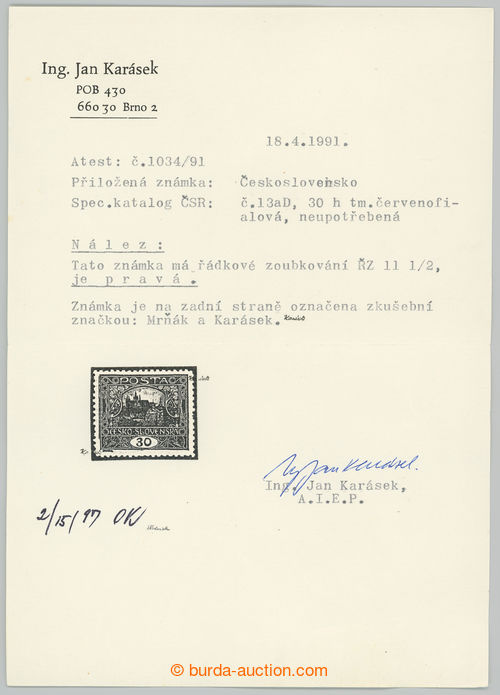 Ing. Jan Karásek
POB 430
660 30 Brno 2
18.4.1991.
Atest: č.1034/91
Přiložená známka: Československo
Spec.katalog ČSR: č.13aD, 30 h tm.červenofi-
alová, neupotřebená
Nález:
Tato známka má řádkové zoubkování ŘZ 11 1/2,
je pravá.
Známka je na zadní straně označena zkušební
značkou: Mrňák a Karásek.
POSTA
ČESKO-SLOVENSKÁ
30
Ing. Jan Karásek,
A.I.E.P.
2/15/97 OK
© burda-auction.com